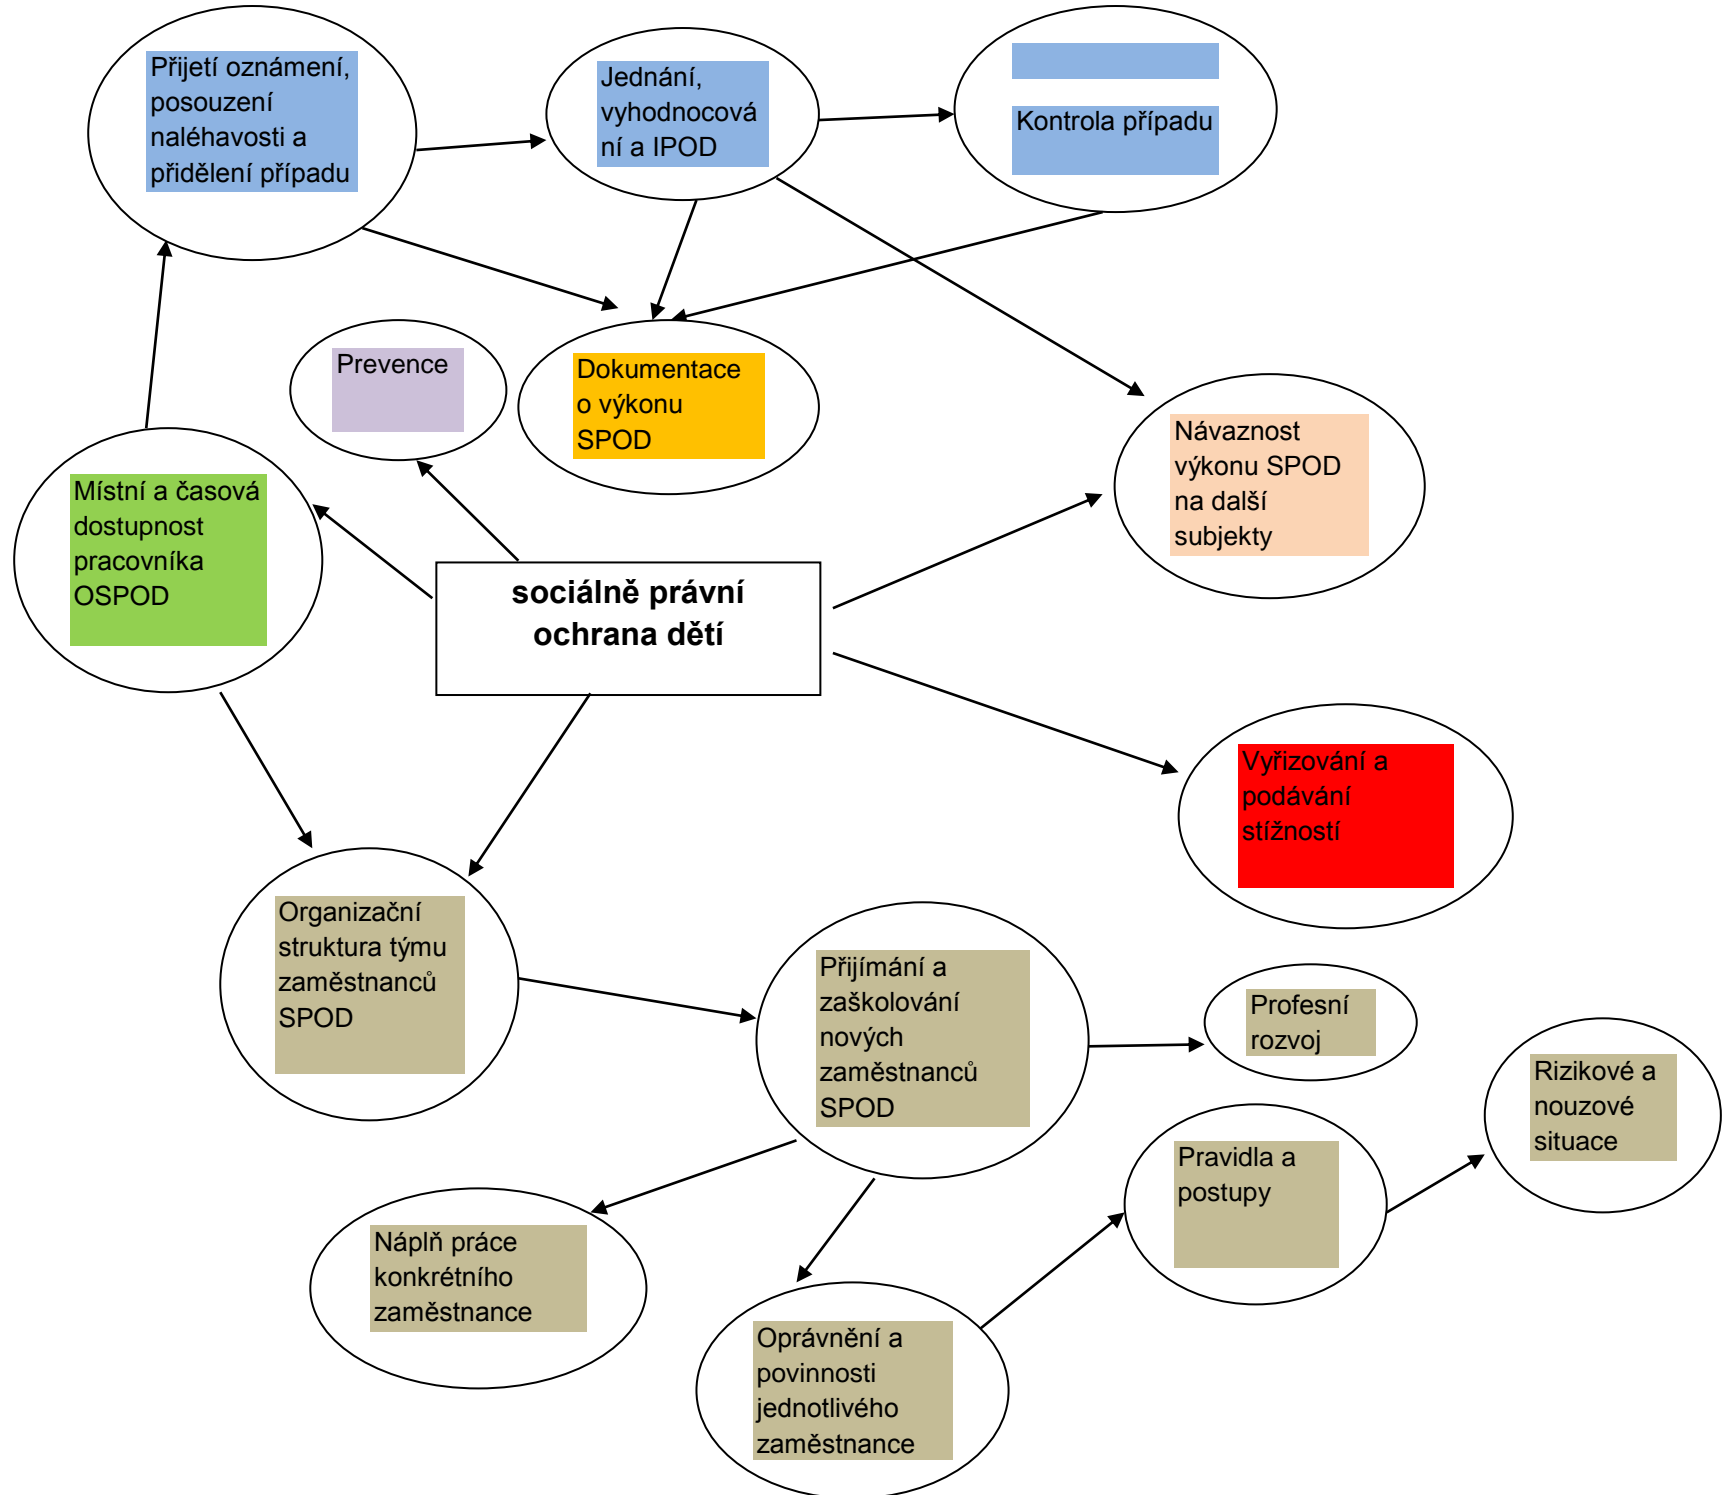 Přijetí oznámení,
posouzení
naléhavosti a
přidělení případu
Jednání,
vyhodnocová
ní a IPOD
Kontrola případu
Prevence
Dokumentace
o výkonu
SPOD
Návaznost
výkonu SPOD
na další
subjekty
Místní a časová
dostupnost
pracovníka
OSPOD
sociálně právní
ochrana dětí
Vyřizování a
podávání
stížností
Organizační
struktura týmu
zaměstnanců
SPOD
Přijímání a
zaškolování
nových
zaměstnanců
SPOD
Profesní
rozvoj
Rizikové a
nouzové
situace
Pravidla a
postupy
Náplň práce
konkrétního
zaměstnance
Oprávnění a
povinnosti
jednotlivého
zaměstnance